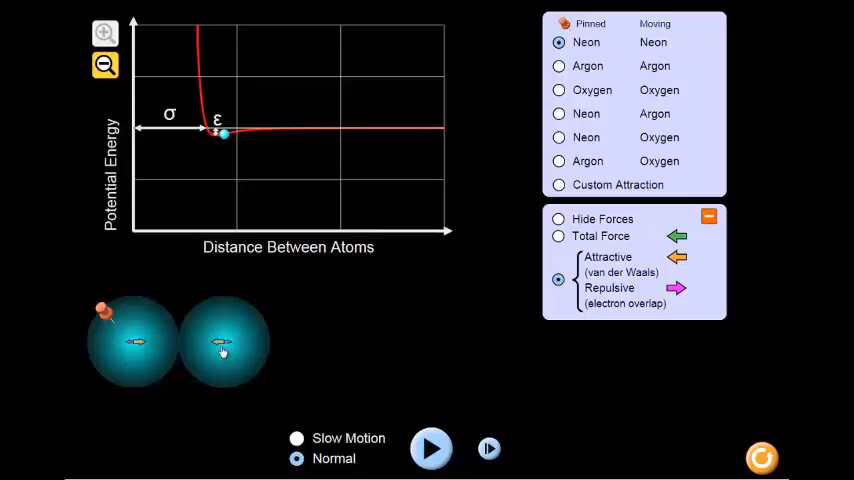 Pinned Moving
Neon Neon
Argon Argon
Oxygen Oxygen
Neon Argon
Neon Oxygen
Argon Oxygen
Custom Attraction
σ
ε
Potential Energy
Distance Between Atoms
Hide Forces
Total Force
Attractive
(van der Waals)
Repulsive
(electron overlap)
Slow Motion
Normal